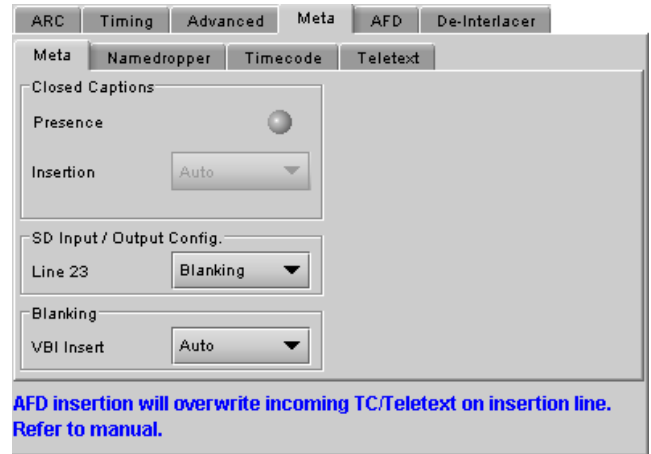 ARC Timing Advanced Meta AFD De-Interlacer
Meta Namedropper Timecode Teletext
Closed Captions
Presence
Insertion Auto
SD Input / Output Config.
Line 23 Blanking
Blanking
VBI Insert Auto
AFD insertion will overwrite incoming TC/Teletext on insertion line.
Refer to manual.